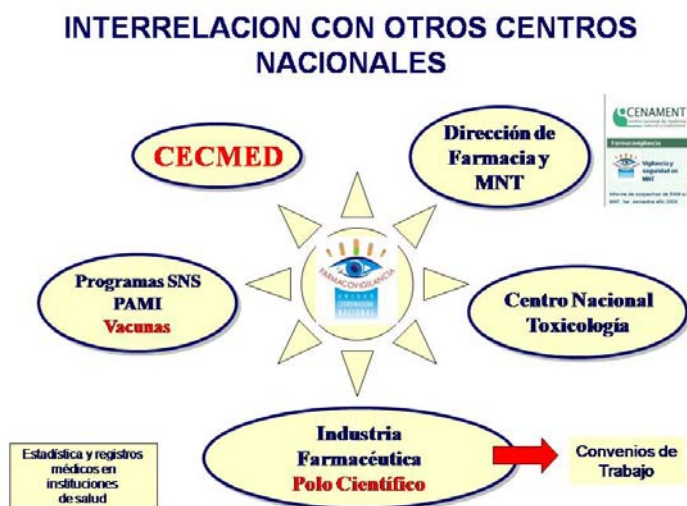 INTERRELACION CON OTROS CENTROS
NACIONALES
CECMED
Dirección de
Farmacia y
MNT
CENAMENT
Farmacovigilancia
Vigilancia y
seguridad en
MNT
Programas SNS
PAMI
Vacunas
FARMACOVIGILANCIA
UNIDAD
COORDINADORA
NACIONAL
Centro Nacional
Toxicología
Industria
Farmacéutica
Polo Científico
Convenios de
Trabajo
Estadística y registros
médicos en
instituciones
de salud